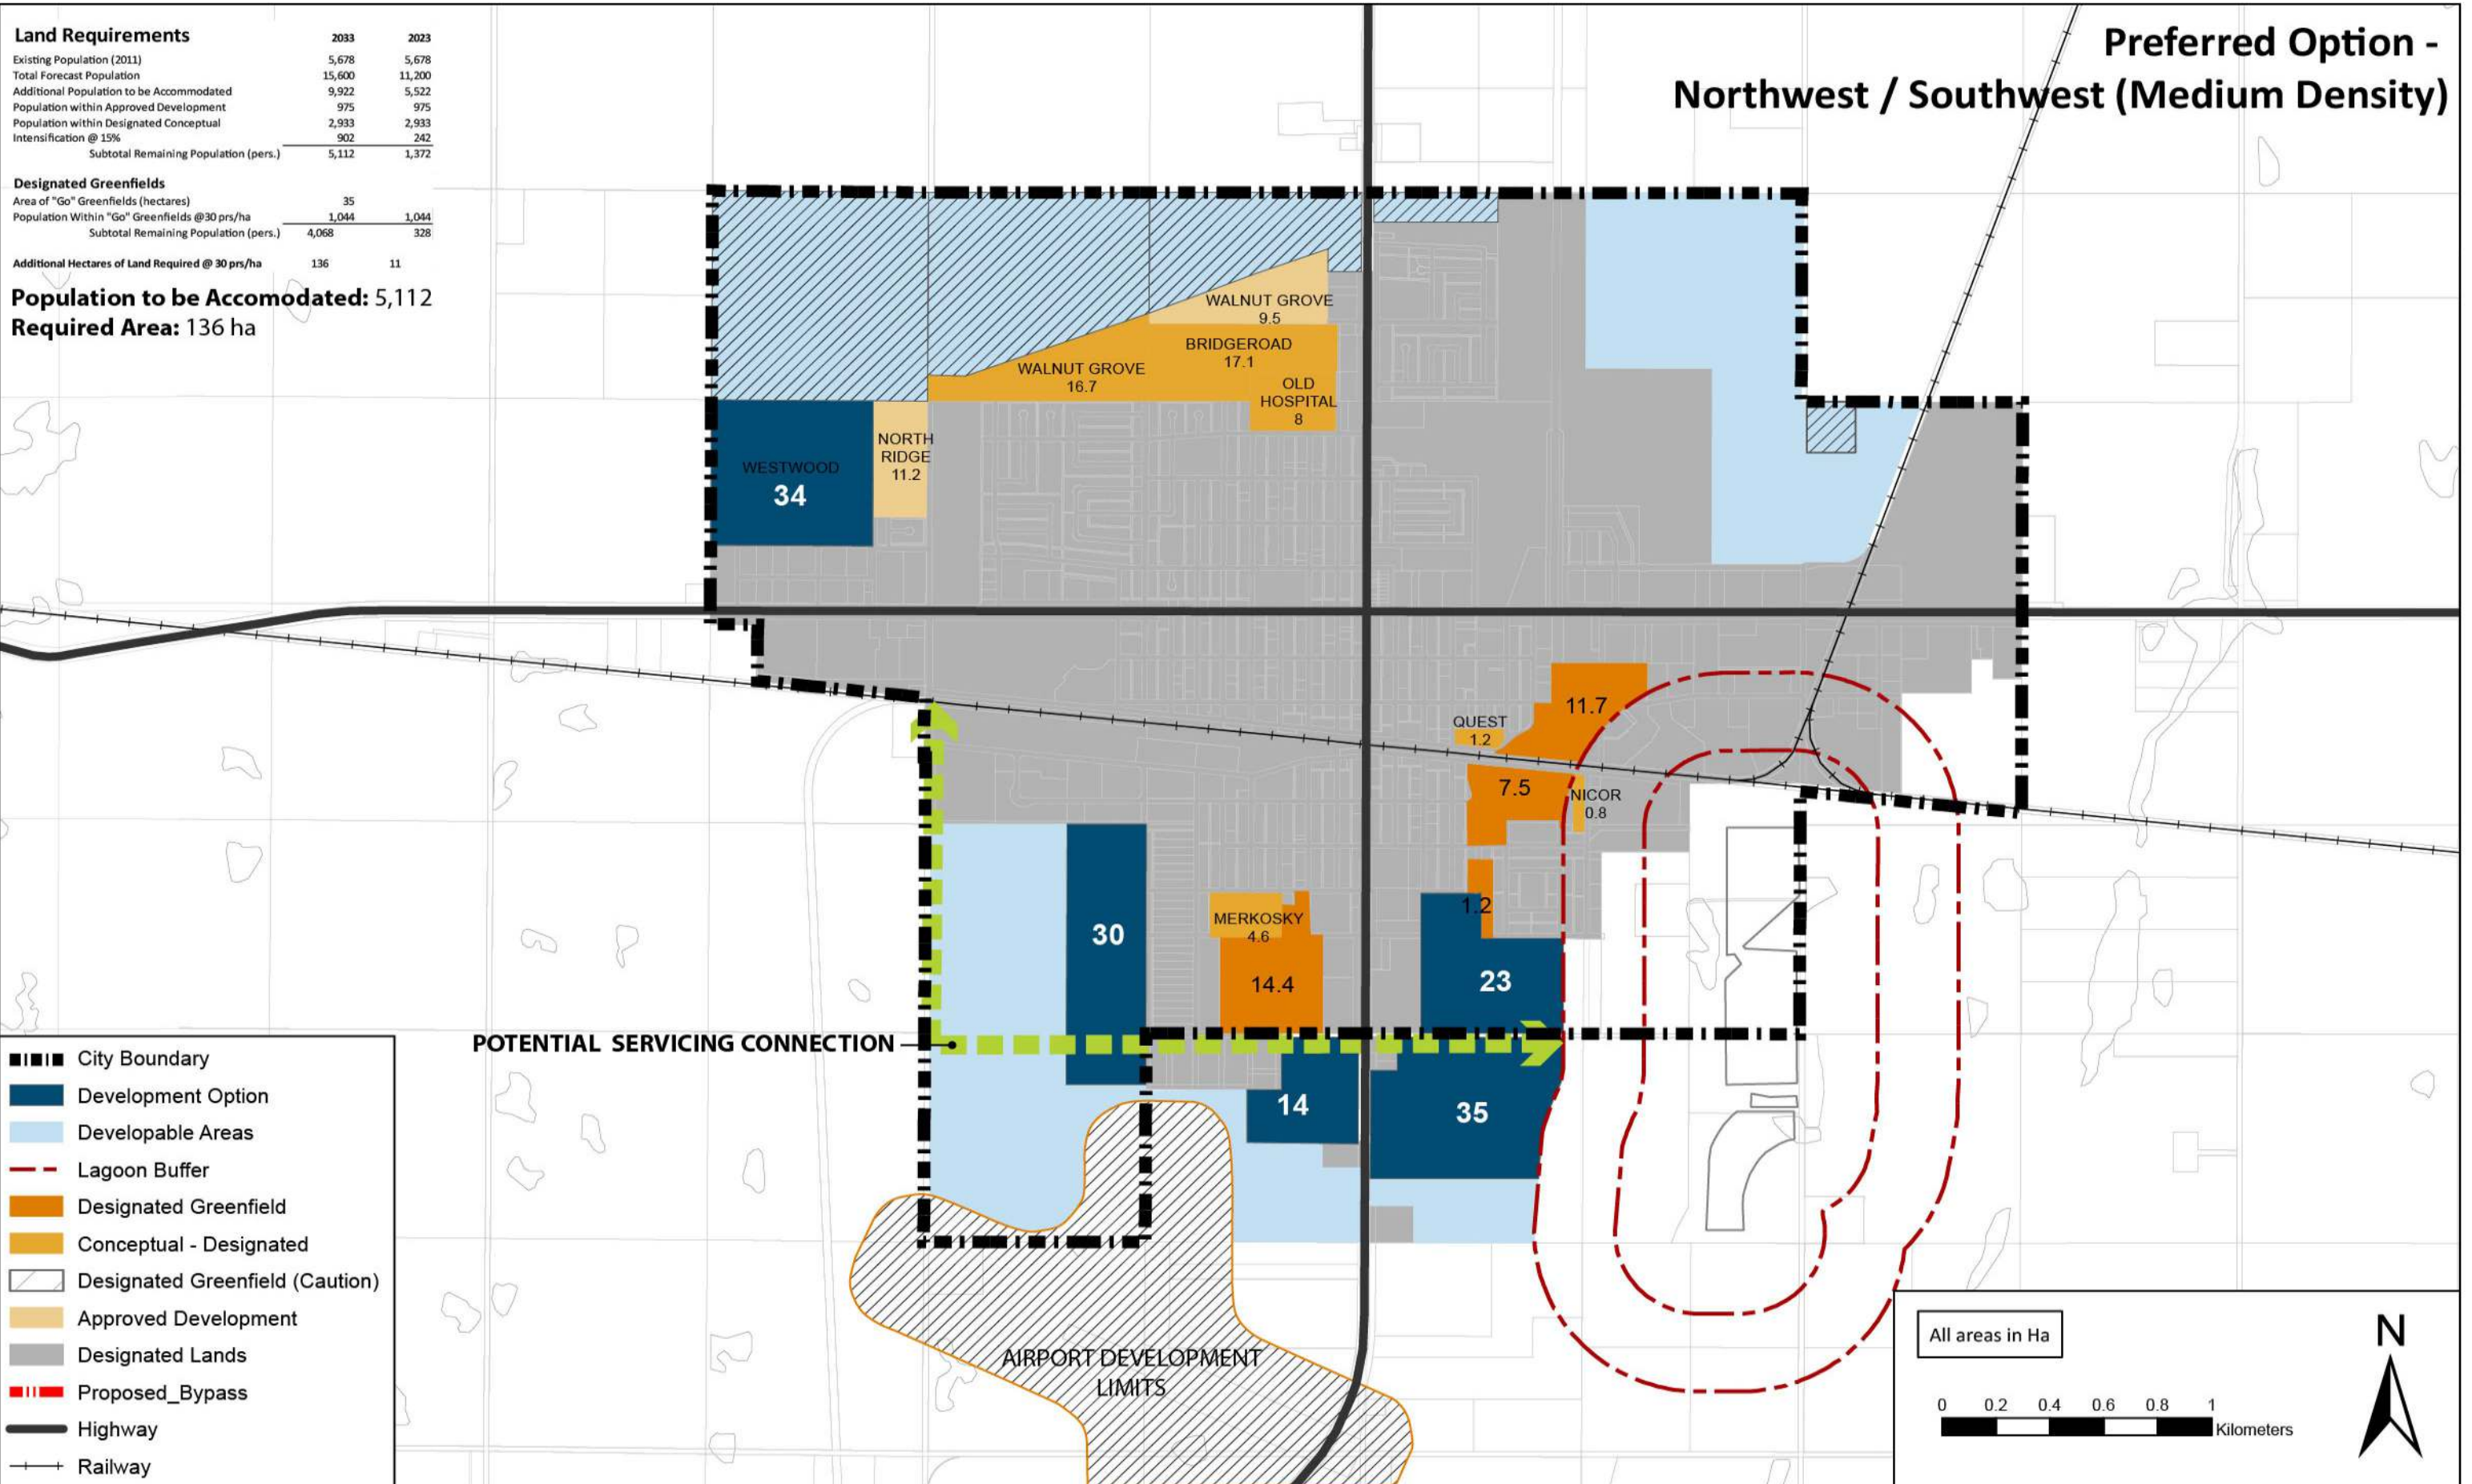 Preferred Option -
Northwest / Southwest (Medium Density)
Land Requirements 2033 2023
Existing Population (2011) 5,678 5,678
Total Forecast Population 15,600 11,200
Additional Population to be Accommodated 9,922 5,522
Population within Approved Development 975 975
Population within Designated Conceptual 2,933 2,933
Intensification @ 15% 902 242
Subtotal Remaining Population (pers.) 5,112 1,372
Designated Greenfields
Area of "Go" Greenfields (hectares) 35
Population Within "Go" Greenfields @30 prs/ha 1,044 1,044
Subtotal Remaining Population (pers.) 4,068 328
Additional Hectares of Land Required @ 30 prs/ha 136 11
Population to be Accomodated: 5,112
Required Area: 136 ha
WALNUT GROVE
9.5
BRIDGEROAD
17.1
WALNUT GROVE
16.7
OLD
HOSPITAL
8
NORTH
RIDGE
11.2
WESTWOOD
34
11.7
QUEST
1.2
7.5
NICOR
0.8
1.2
MERKOSKY
4.6
30
14.4
23
POTENTIAL SERVICING CONNECTION
14
35
AIRPORT DEVELOPMENT
LIMITS
City Boundary
Development Option
Developable Areas
Lagoon Buffer
Designated Greenfield
Conceptual - Designated
Designated Greenfield (Caution)
Approved Development
Designated Lands
Proposed_Bypass
Highway
Railway
All areas in Ha
N
0 0.2 0.4 0.6 0.8 1
Kilometers